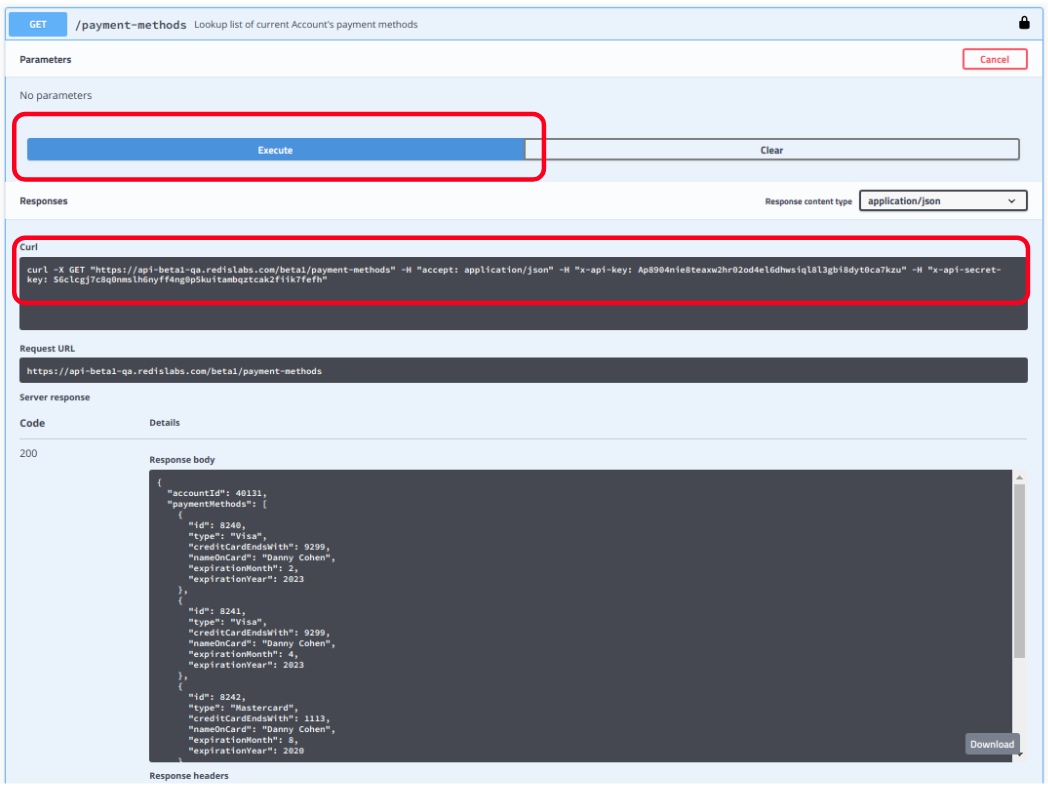 GET /payment-methods Lookup list of current Account's payment methods
Parameters Cancel
No parameters
Execute Clear
Responses Response content type application/json
Curl
curl -X GET "https://api-beta1-qa.redislabs.com/beta1/payment-methods" -H "accept: application/json" -H "x-api-key: Ap8904nie8teaxw2hr02od4el6dhwsiql8l3gbi8dyt0ca7kzu" -H "x-api-secret-
key: S6clcgj7c8q0nmslh6nyff4ng0p5kuitambqztcak2fiik7fefh"
Request URL
https://api-beta1-qa.redislabs.com/beta1/payment-methods
Server response
Code Details
200
Response body
{
"accountId": 40131,
"paymentMethods": [
{
"id": 8240,
"type": "Visa",
"creditCardEndsWith": 9299,
"nameOnCard": "Danny Cohen",
"expirationMonth": 2,
"expirationYear": 2023
},
{
"id": 8241,
"type": "Visa",
"creditCardEndsWith": 9299,
"nameOnCard": "Danny Cohen",
"expirationMonth": 4,
"expirationYear": 2023
},
{
"id": 8242,
"type": "Mastercard",
"creditCardEndsWith": 1113,
"nameOnCard": "Danny Cohen",
"expirationMonth": 8,
"expirationYear": 2020
}
Download
Response headers